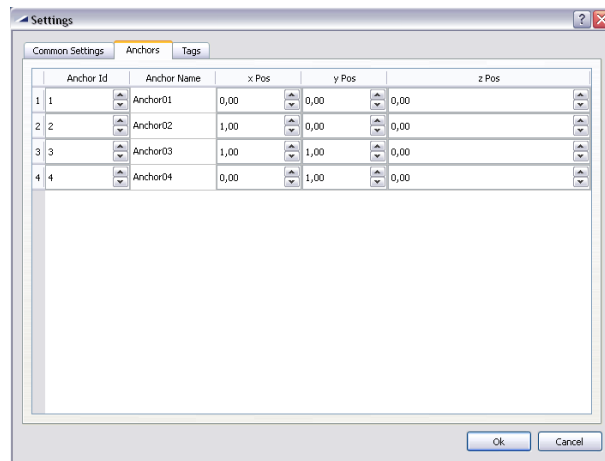 Settings
Common Settings Anchors Tags
Anchor Id Anchor Name x Pos y Pos z Pos
1 1 Anchor01 0,00 0,00 0,00
2 2 Anchor02 1,00 0,00 0,00
3 3 Anchor03 1,00 1,00 0,00
4 4 Anchor04 0,00 1,00 0,00
Ok Cancel